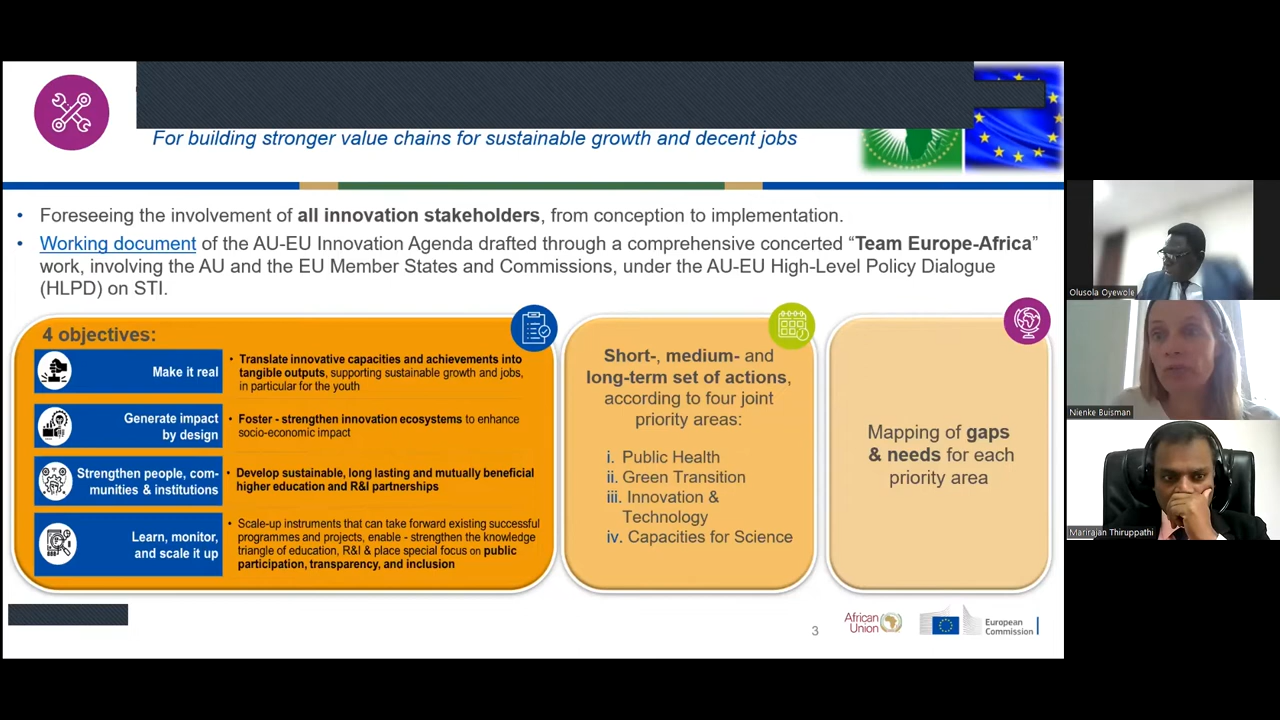 For building stronger value chains for sustainable growth and decent jobs
• Foreseeing the involvement of all innovation stakeholders, from conception to implementation.
• Working document of the AU-EU Innovation Agenda drafted through a comprehensive concerted “Team Europe-Africa”
work, involving the AU and the EU Member States and Commissions, under the AU-EU High-Level Policy Dialogue
(HLPD) on STI.
4 objectives:
Make it real
• Translate innovative capacities and achievements into
tangible outputs, supporting sustainable growth and jobs,
in particular for the youth
Generate impact
by design
• Foster - strengthen innovation ecosystems to enhance
socio-economic impact
Strengthen people, com-
munities & institutions
• Develop sustainable, long lasting and mutually beneficial
higher education and R&I partnerships
Learn, monitor,
and scale it up
• Scale-up instruments that can take forward existing successful
programmes and projects, enable - strengthen the knowledge
triangle of education, R&I & place special focus on public
participation, transparency, and inclusion
Short-, medium- and
long-term set of actions,
according to four joint
priority areas:
i. Public Health
ii. Green Transition
iii. Innovation &
Technology
iv. Capacities for Science
Mapping of gaps
& needs for each
priority area
3
African
Union
European
Commission
Olusola Oyewole
Nienke Buisman
Marirajan Thiruppathi